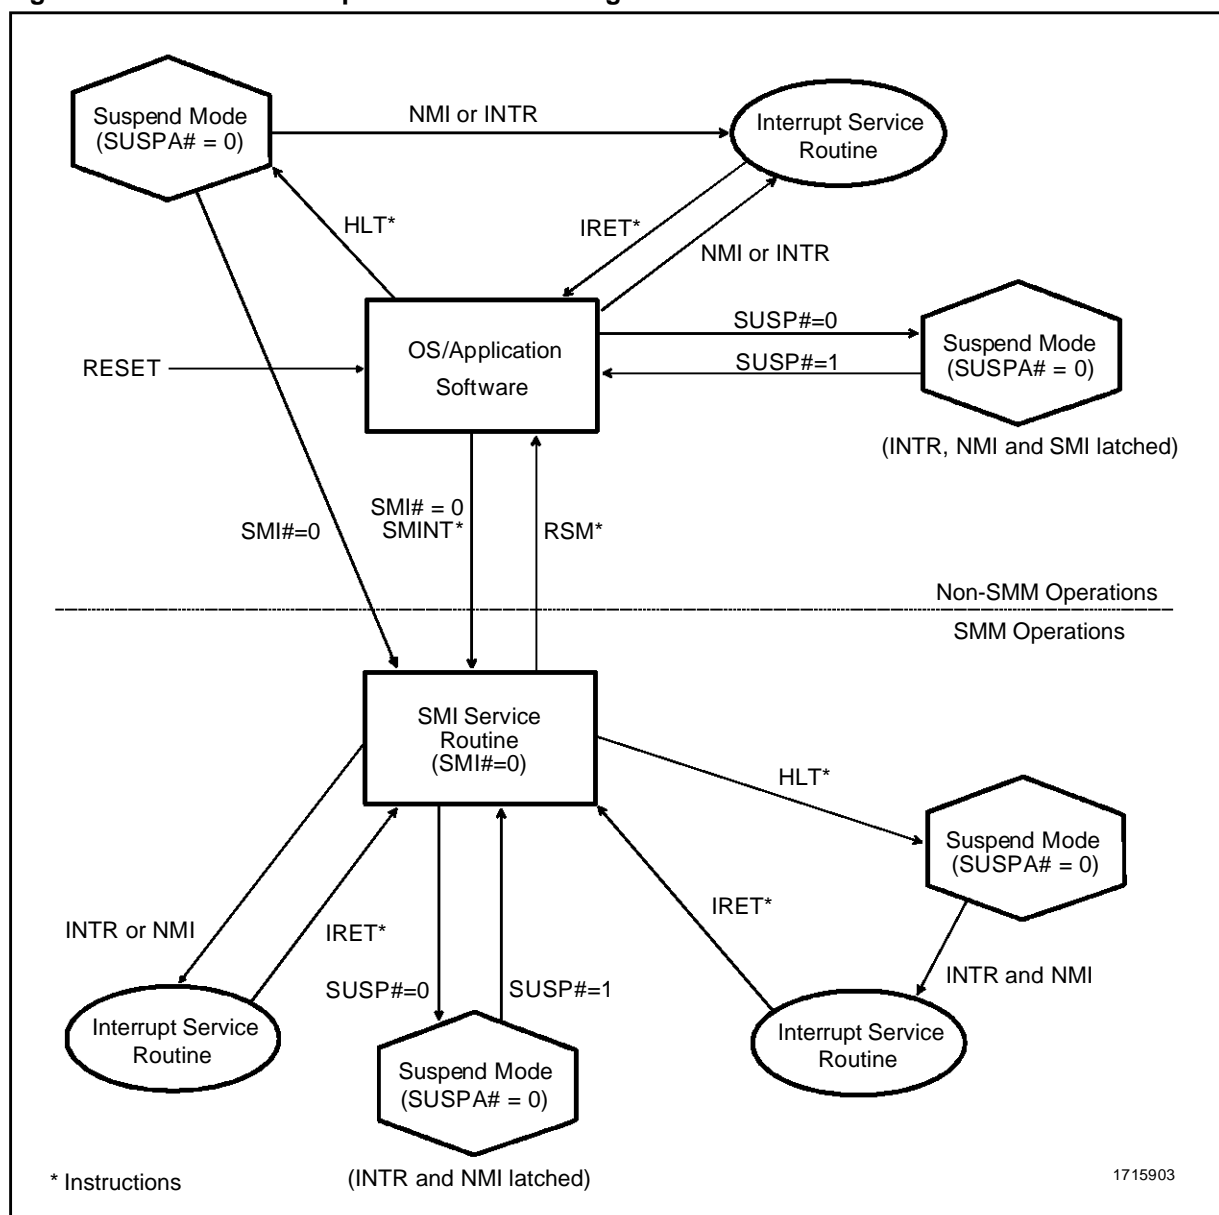 Suspend Mode
(SUSPA# = 0)
NMI or INTR
Interrupt Service
Routine
HLT*
IRET*
NMI or INTR
SUSP#=0
SUSP#=1
Suspend Mode
(SUSPA# = 0)
(INTR, NMI and SMI latched)
RESET
OS/Application
Software
SMI#=0
SMI# = 0
SMINT*
RSM*
Non-SMM Operations
SMM Operations
SMI Service
Routine
(SMI#=0)
HLT*
Suspend Mode
(SUSPA# = 0)
INTR or NMI
IRET*
IRET*
INTR and NMI
SUSP#=0
SUSP#=1
Interrupt Service
Routine
Suspend Mode
(SUSPA# = 0)
Interrupt Service
Routine
* Instructions
(INTR and NMI latched)
1715903